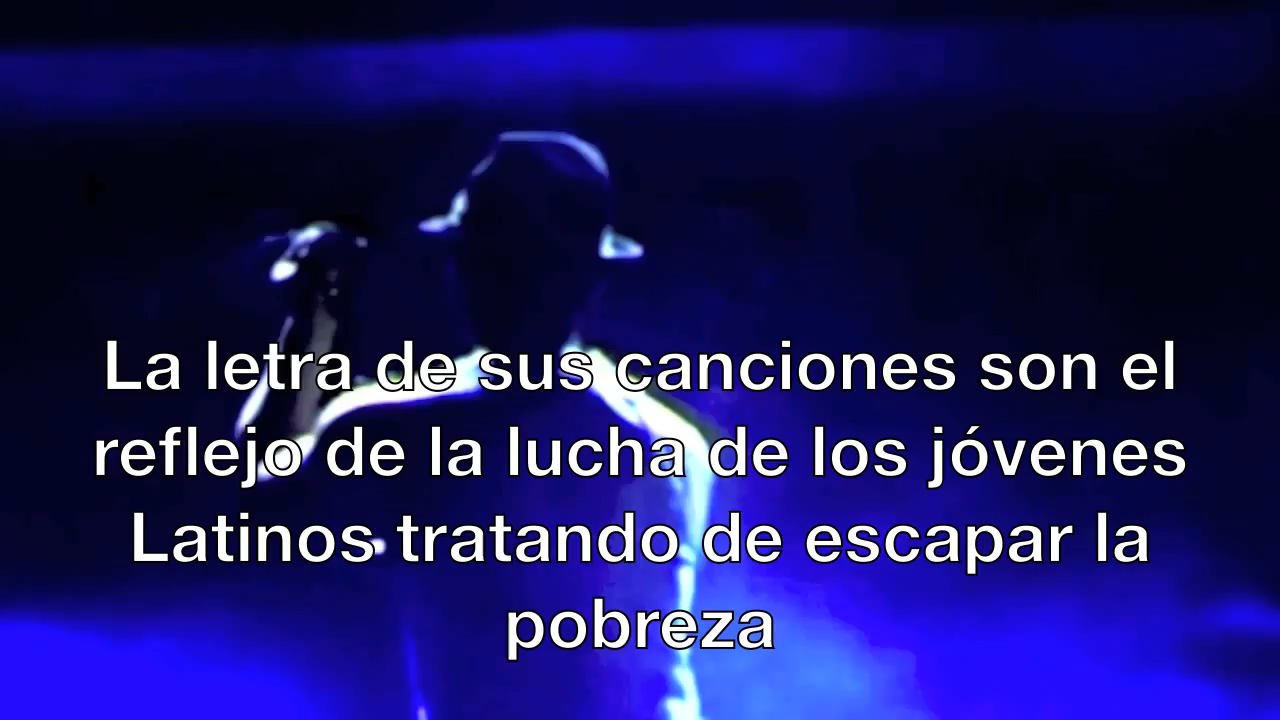 La letra de sus canciones son el
reflejo de la lucha de los jóvenes
Latinos tratando de escapar la
pobreza